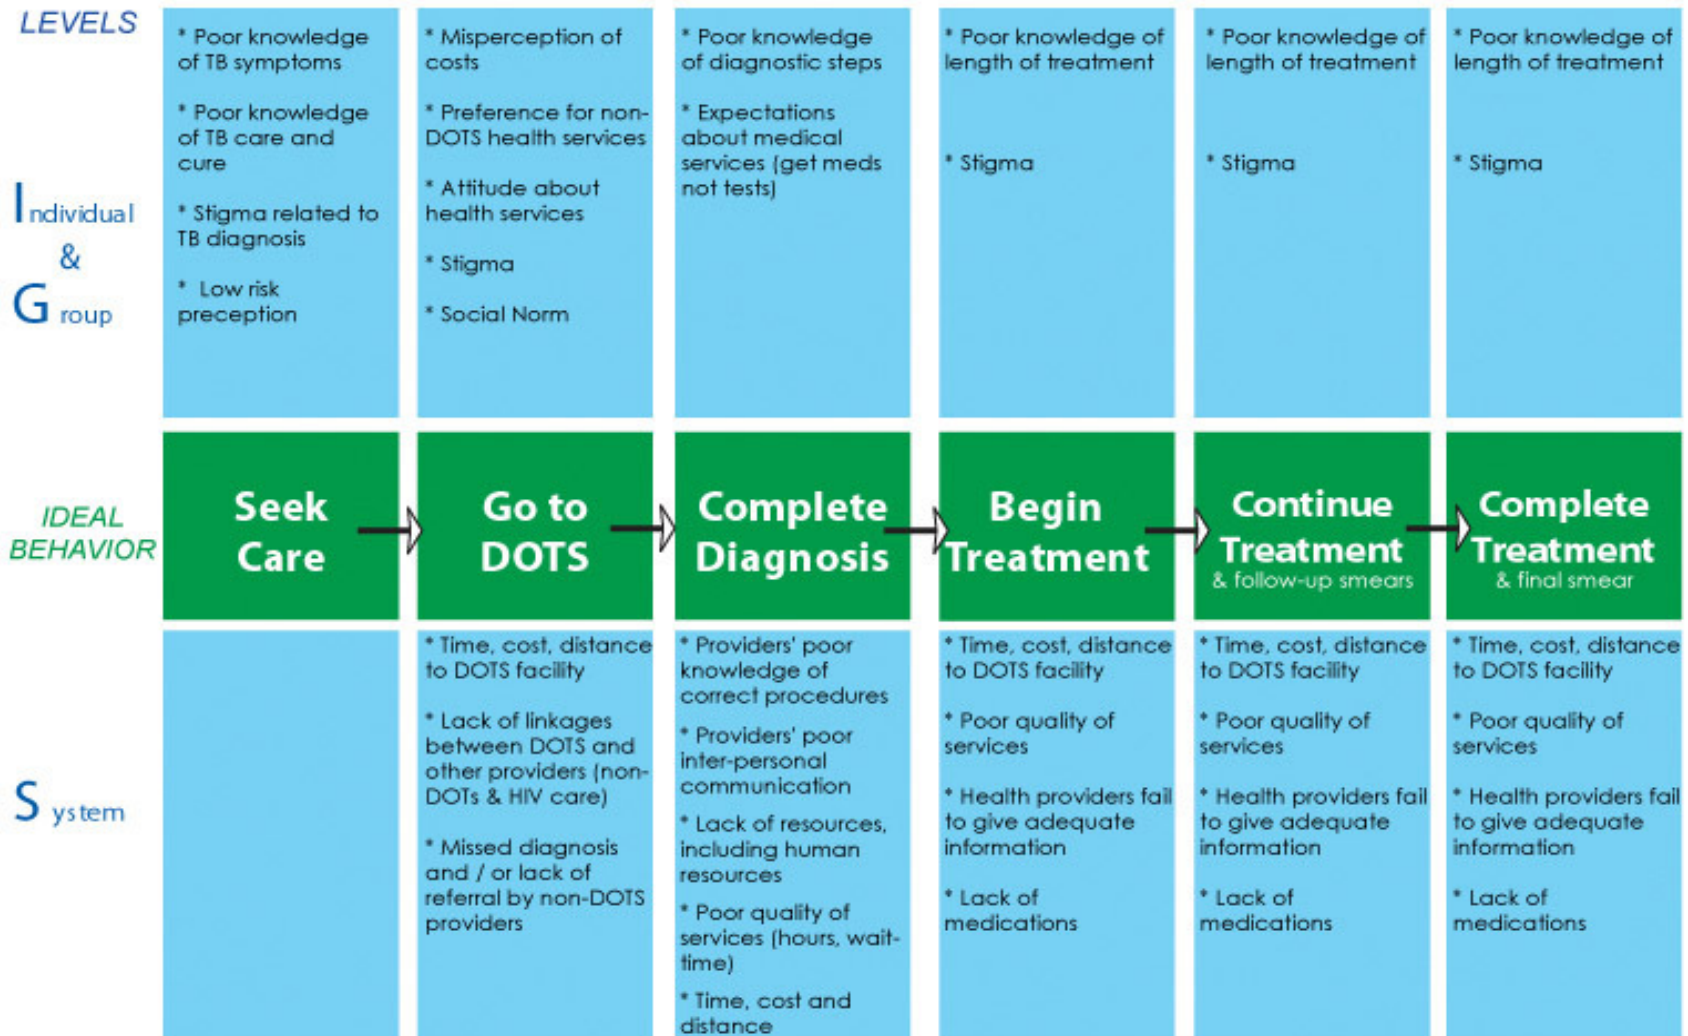 LEVELS
* Poor knowledge
of TB symptoms
* Poor knowledge
of TB care and
cure
* Stigma related to
TB diagnosis
* Low risk
preception
* Misperception of
costs
* Preference for non-
DOTS health services
* Attitude about
health services
* Stigma
* Social Norm
* Poor knowledge
of diagnostic steps
* Expectations
about medical
services (get meds
not tests)
* Poor knowledge of
length of treatment
* Stigma
* Poor knowledge of
length of treatment
* Stigma
* Poor knowledge of
length of treatment
* Stigma
Individual
&
Group
IDEAL
BEHAVIOR
Seek
Care
Go to
DOTS
Complete
Diagnosis
Begin
Treatment
Continue
Treatment
& follow-up smears
Complete
Treatment
& final smear
System
* Time, cost, distance
to DOTS facility
* Lack of linkages
between DOTS and
other providers (non-
DOTs & HIV care)
* Missed diagnosis
and / or lack of
referral by non-DOTS
providers
* Providers' poor
knowledge of
correct procedures
* Providers' poor
inter-personal
communication
* Lack of resources,
including human
resources
* Poor quality of
services (hours, wait-
time)
* Time, cost and
distance
* Time, cost, distance
to DOTS facility
* Poor quality of
services
* Health providers fail
to give adequate
information
* Lack of
medications
* Time, cost, distance
to DOTS facility
* Poor quality of
services
* Health providers fail
to give adequate
information
* Lack of
medications
* Time, cost, distance
to DOTS facility
* Poor quality of
services
* Health providers fail
to give adequate
information
* Lack of
medications